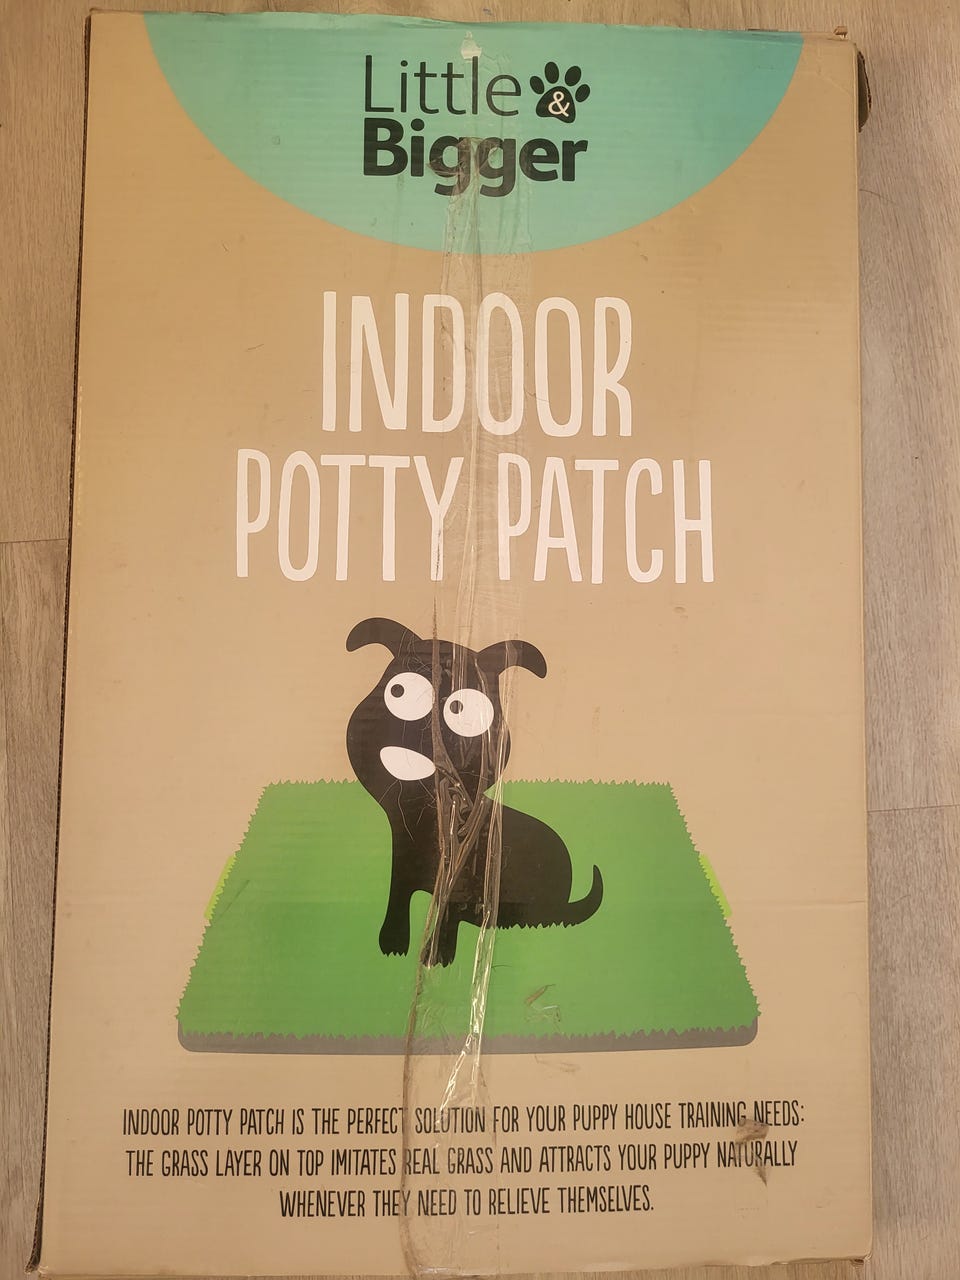 Little &
Bigger
INDOOR
POTTY PATCH
INDOOR POTTY PATCH IS THE PERFECT SOLUTION FOR YOUR PUPPY HOUSE TRAINING NEEDS:
THE GRASS LAYER ON TOP IMITATES REAL GRASS AND ATTRACTS YOUR PUPPY NATURALLY
WHENEVER THEY NEED TO RELIEVE THEMSELVES.